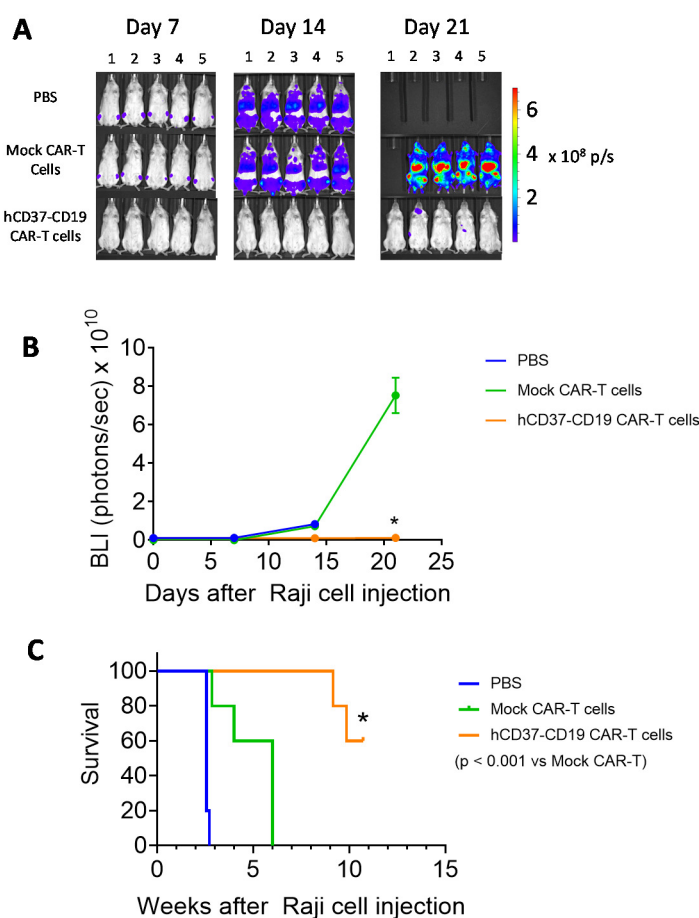 A
Day 7 Day 14 Day 21
1 2 3 4 5 1 2 3 4 5 1 2 3 4 5
PBS
Mock CAR-T
Cells
hCD37-CD19
CAR-T cells
6
4
2
x 10⁸ p/s
B
BLI (photons/sec) x 10¹⁰
10
8
6
4
2
0
0 5 10 15 20 25
Days after Raji cell injection
*
PBS
Mock CAR-T cells
hCD37-CD19 CAR-T cells
C
Survival
100
80
60
40
20
0
0 5 10 15
Weeks after Raji cell injection
*
PBS
Mock CAR-T cells
hCD37-CD19 CAR-T cells
(p < 0.001 vs Mock CAR-T)